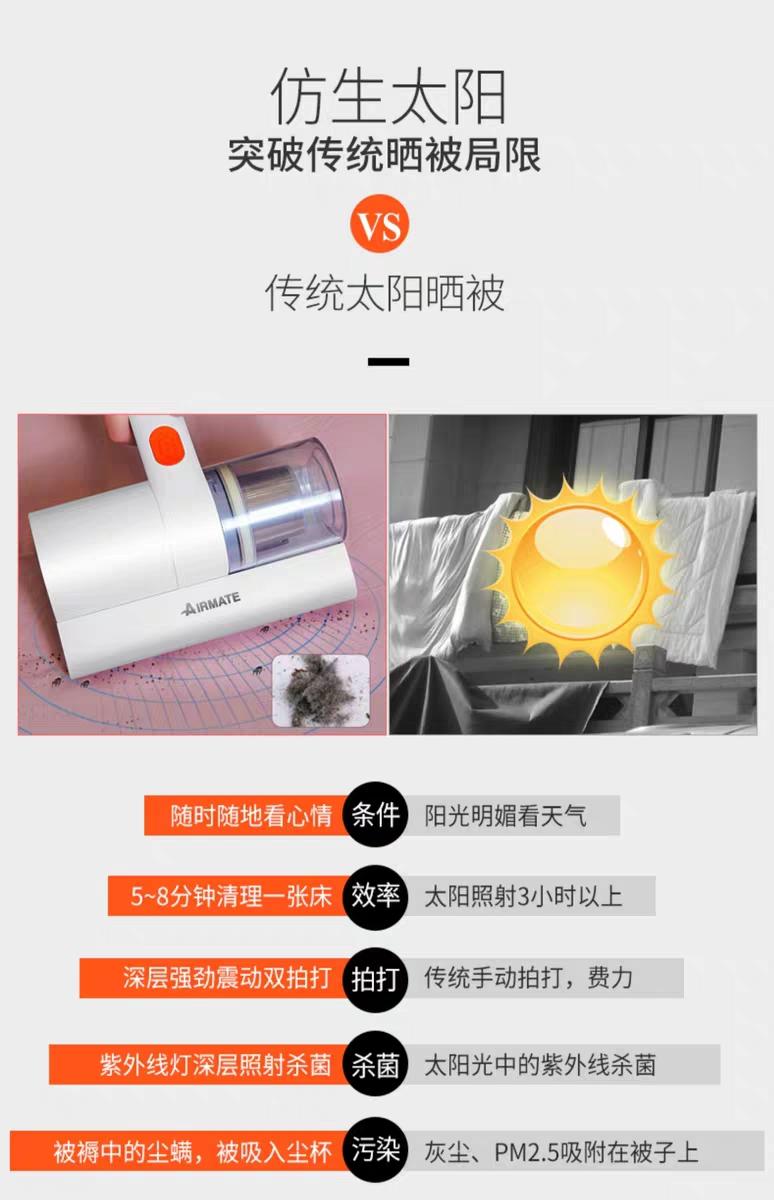 仿生太阳
突破传统晒被局限
VS
传统太阳晒被
AIRMATE
随时随地看心情 条件 阳光明媚看天气
5~8分钟清理一张床 效率 太阳照射3小时以上
深层强劲震动双拍打 拍打 传统手动拍打，费力
紫外线灯深层照射杀菌 杀菌 太阳光中的紫外线杀菌
被褥中的尘螨，被吸入尘杯 污染 灰尘、PM2.5吸附在被子上